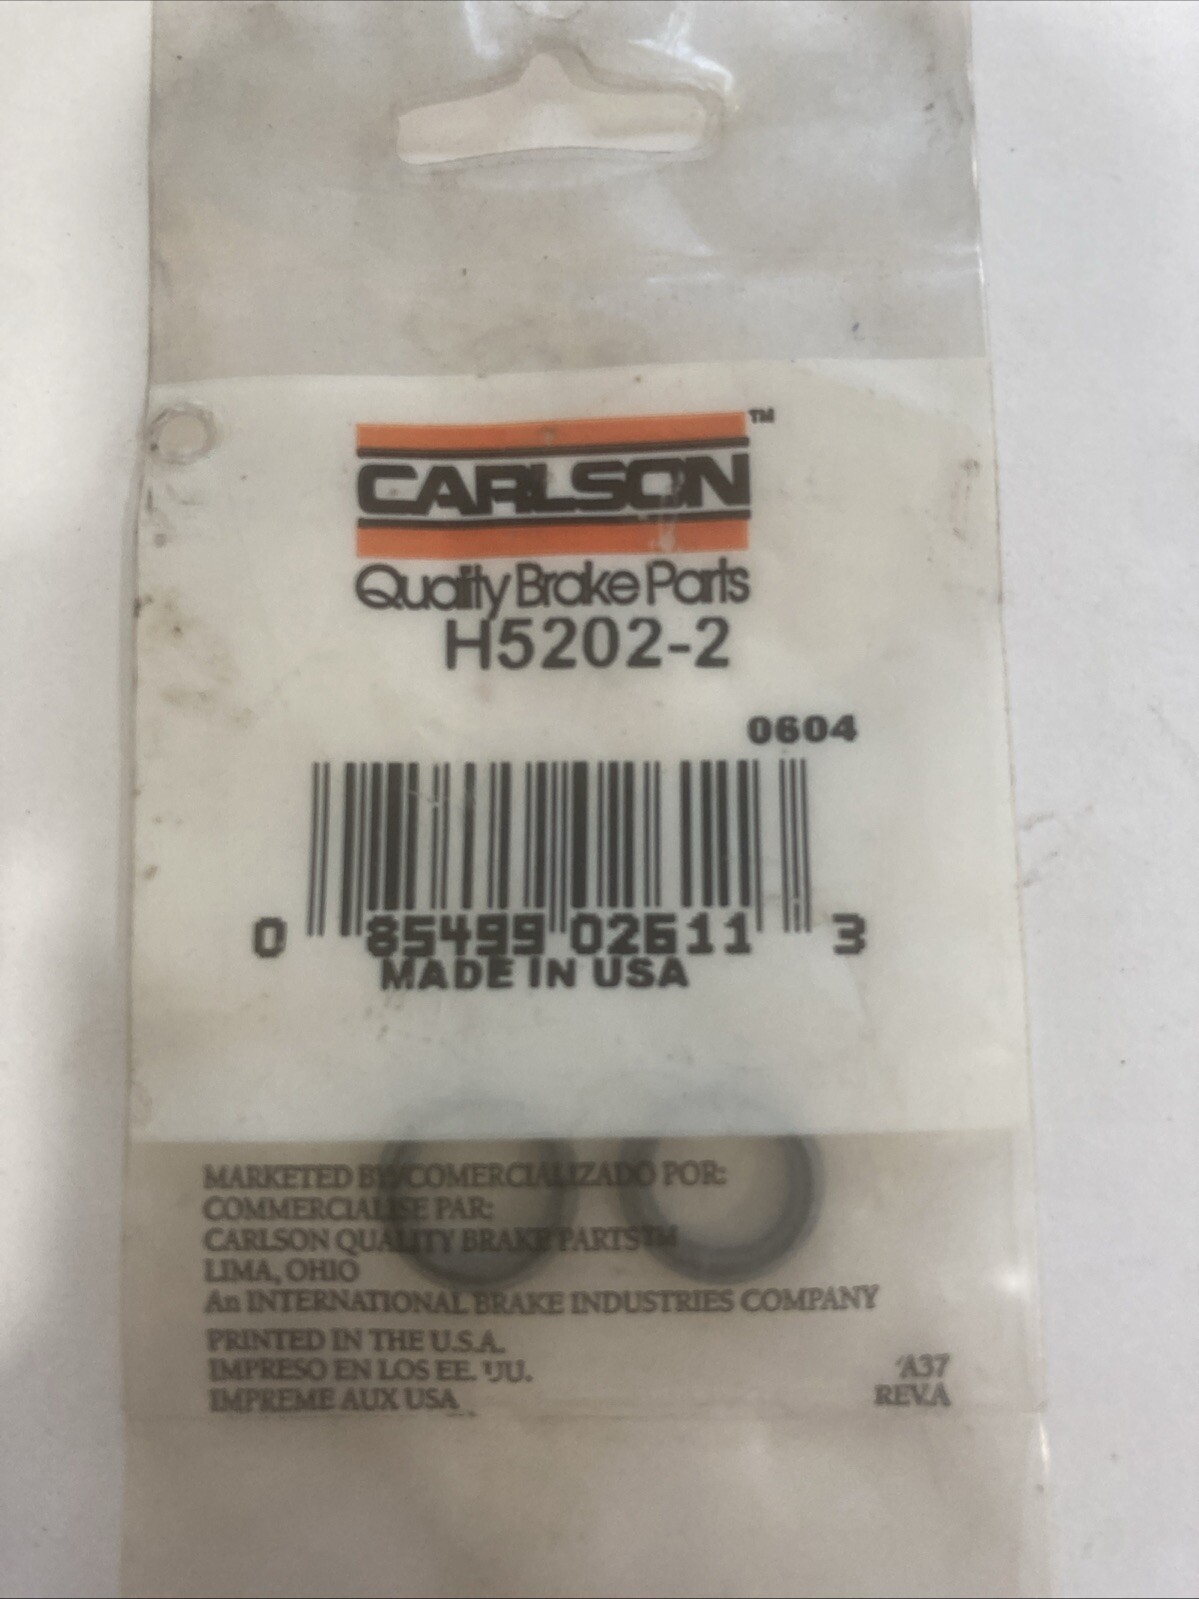 CARLSON™
Quality Brake Parts
H5202-2
0604
0 85499 02611 3
MADE IN USA
MARKETED BY/COMERCIALIZADO POR:
COMMERCIALISE PAR:
CARLSON QUALITY BRAKE PARTS™
LIMA, OHIO
An INTERNATIONAL BRAKE INDUSTRIES COMPANY
PRINTED IN THE U.S.A.
IMPRESO EN LOS EE. UU.
IMPREME AUX USA
A37
REV.A